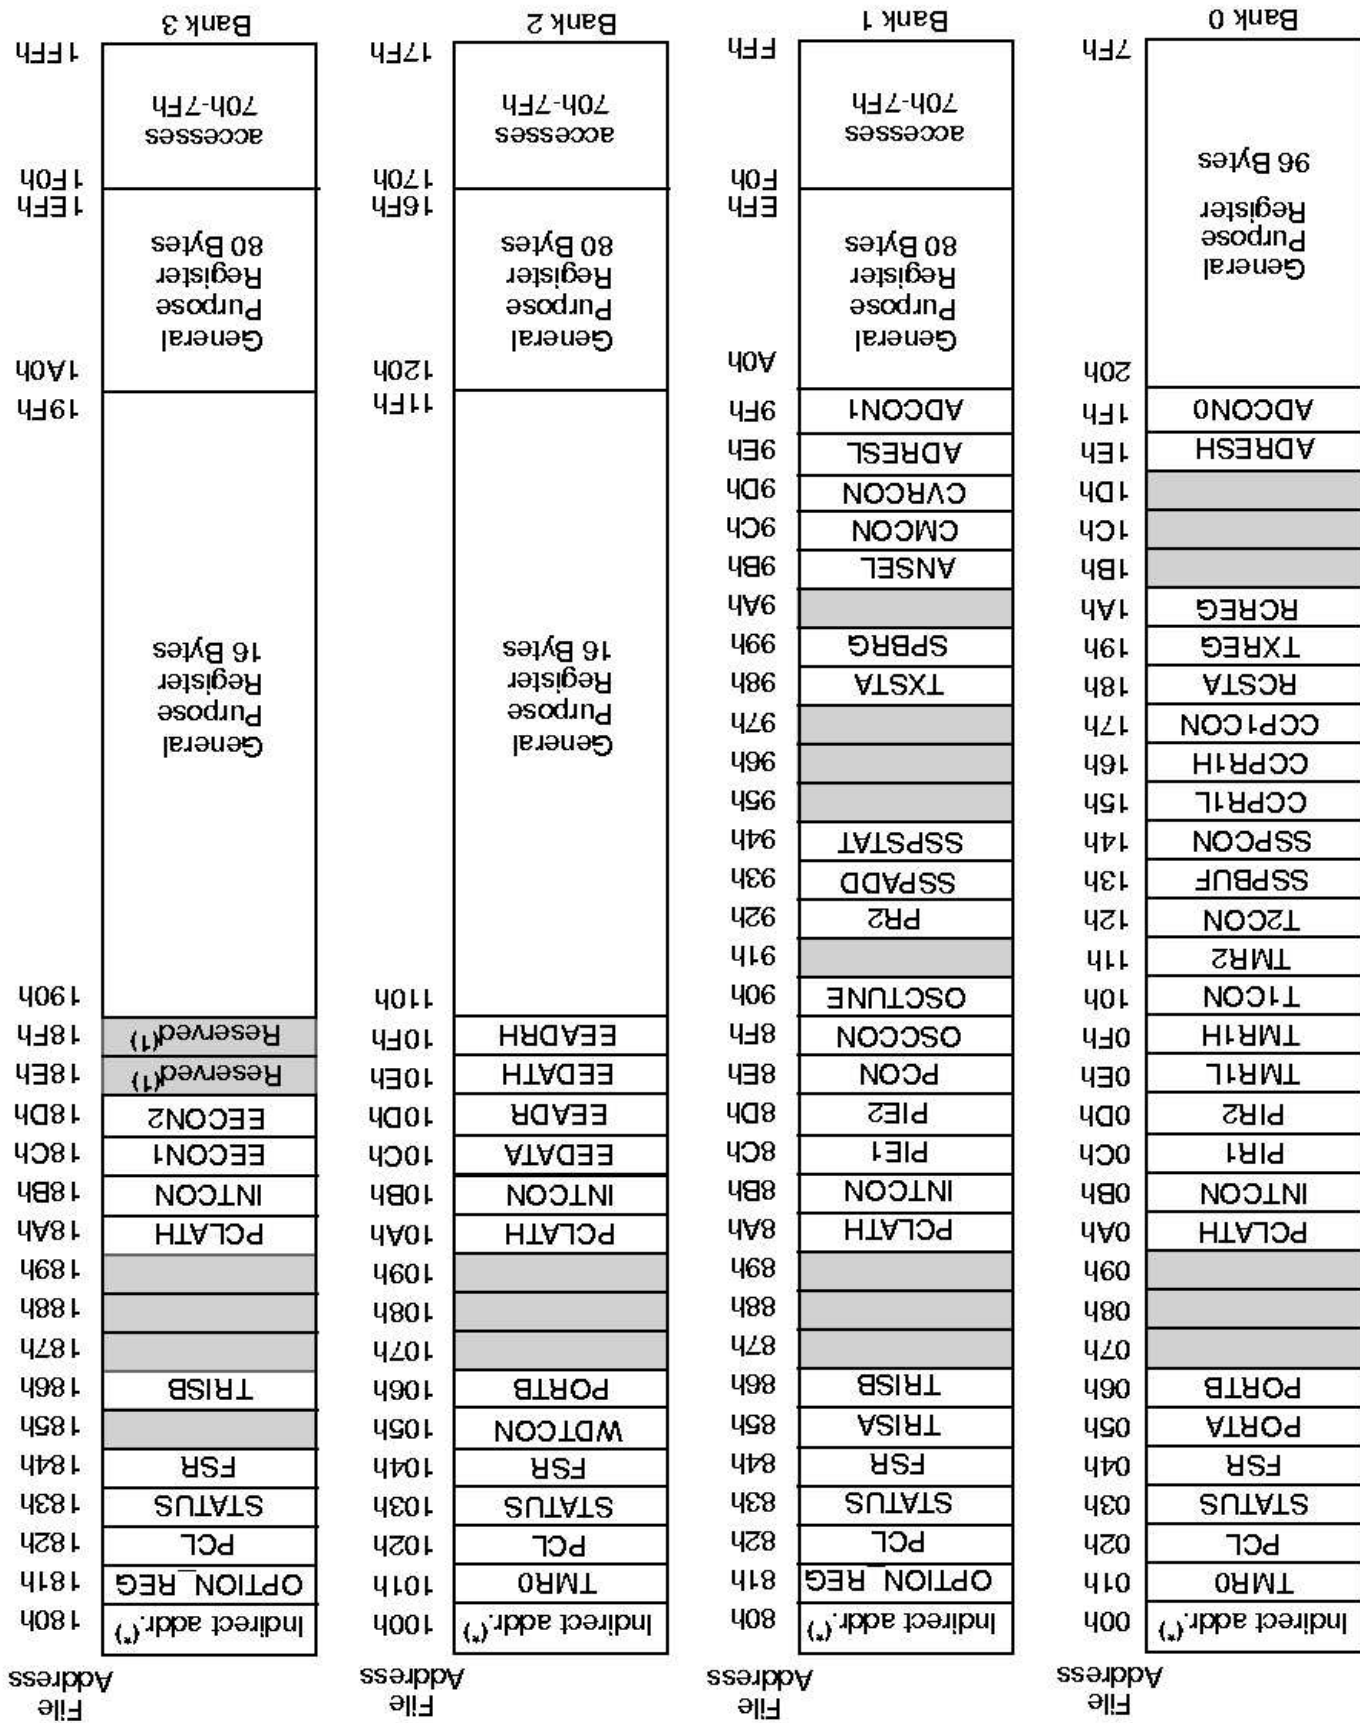 File
Address
Indirect addr.(*) 00h
TMR0 01h
PCL 02h
STATUS 03h
FSR 04h
PORTA 05h
PORTB 06h
07h
08h
09h
PCLATH 0Ah
INTCON 0Bh
PIR1 0Ch
PIR2 0Dh
TMR1L 0Eh
TMR1H 0Fh
T1CON 10h
TMR2 11h
T2CON 12h
SSPBUF 13h
SSPCON 14h
CCPR1L 15h
CCPR1H 16h
CCP1CON 17h
RCSTA 18h
TXREG 19h
RCREG 1Ah
1Bh
1Ch
1Dh
ADRESH 1Eh
ADCON0 1Fh
20h
General
Purpose
Register
96 Bytes
7Fh
Bank 0
File
Address
Indirect addr.(*) 80h
OPTION_REG 81h
PCL 82h
STATUS 83h
FSR 84h
TRISA 85h
TRISB 86h
87h
88h
89h
PCLATH 8Ah
INTCON 8Bh
PIE1 8Ch
PIE2 8Dh
PCON 8Eh
OSCCON 8Fh
OSCTUNE 90h
91h
PR2 92h
SSPADD 93h
SSPSTAT 94h
95h
96h
97h
TXSTA 98h
SPBRG 99h
9Ah
ANSEL 9Bh
CMCON 9Ch
CVRCON 9Dh
ADRESL 9Eh
ADCON1 9Fh
A0h
General
Purpose
Register
80 Bytes
EFh
F0h
accesses
70h-7Fh
FFh
Bank 1
File
Address
Indirect addr.(*) 100h
TMR0 101h
PCL 102h
STATUS 103h
FSR 104h
WDTCON 105h
PORTB 106h
107h
108h
109h
PCLATH 10Ah
INTCON 10Bh
EEDATA 10Ch
EEADR 10Dh
EEDATH 10Eh
EEADRH 10Fh
110h
General
Purpose
Register
16 Bytes
11Fh
120h
General
Purpose
Register
80 Bytes
16Fh
170h
accesses
70h-7Fh
17Fh
Bank 2
File
Address
Indirect addr.(*) 180h
OPTION_REG 181h
PCL 182h
STATUS 183h
FSR 184h
185h
TRISB 186h
187h
188h
189h
PCLATH 18Ah
INTCON 18Bh
EECON1 18Ch
EECON2 18Dh
Reserved(1) 18Eh
Reserved(1) 18Fh
190h
General
Purpose
Register
16 Bytes
19Fh
1A0h
General
Purpose
Register
80 Bytes
1EFh
1F0h
accesses
70h-7Fh
1FFh
Bank 3